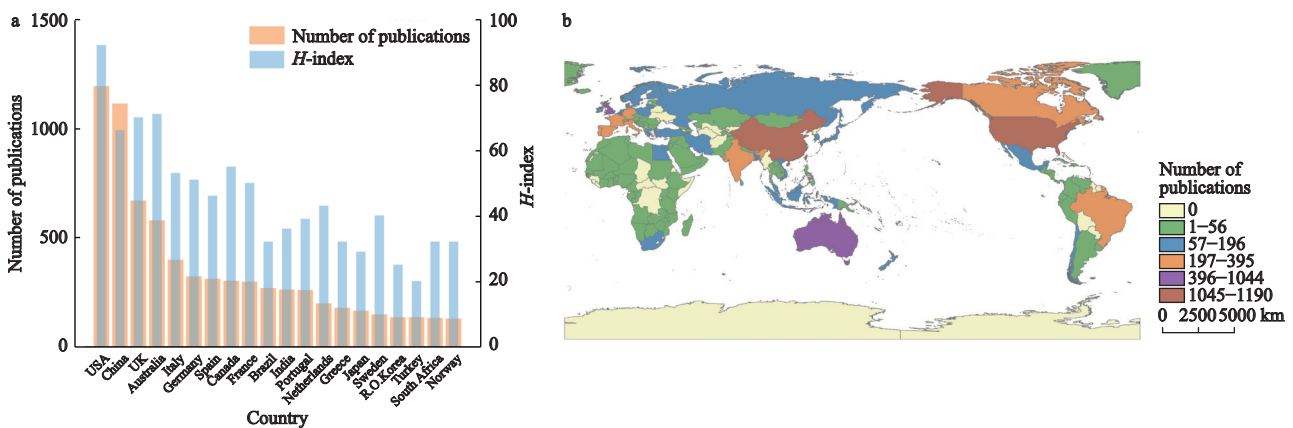 a
1500
1000
500
0
Number of publications
Number of publications
H-index
100
80
60
40
20
0
H-index
USA
China
UK
Australia
Italy
Germany
Spain
Canada
France
Brazil
India
Portugal
Netherlands
Greece
Japan
Sweden
R.O.Korea
Turkey
South Africa
Norway
Country
b
Number of
publications
0
1−56
57−196
197−395
396−1044
1045−1190
0 2500 5000 km